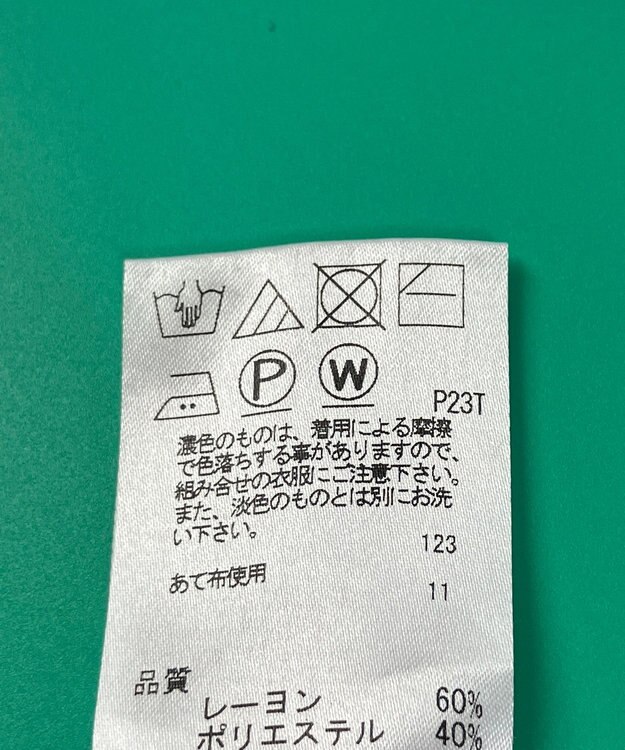 P W P23T
濃色のものは、着用による摩擦
で色落ちする事がありますので、
組み合せの衣服にご注意下さい。
また、淡色のものとは別にお洗
い下さい。
123
あて布使用
11
品質
レーヨン 60%
ポリエステル 40%